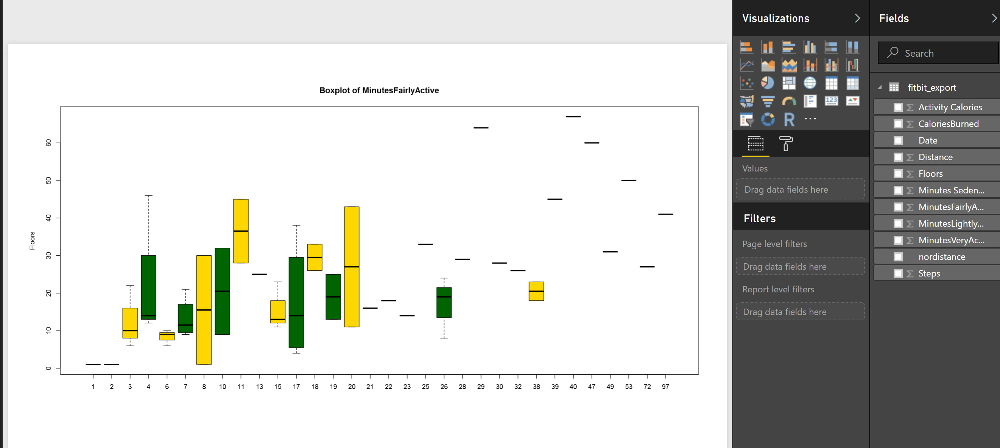 Boxplot of MinutesFairlyActive
Floors
60
50
40
30
20
10
0
1 2 3 4 6 7 8 10 11 13 15 17 18 19 20 21 22 23 25 26 28 29 30 32 38 39 40 47 49 53 72 97
Visualizations
123
R
...
Values
Drag data fields here
Filters
Page level filters
Drag data fields here
Report level filters
Drag data fields here
Fields
Search
fitbit_export
Σ Activity Calories
Σ CaloriesBurned
Date
Σ Distance
Σ Floors
Σ Minutes Seden...
Σ MinutesFairlyA...
Σ MinutesLightly...
Σ MinutesVeryAc...
nordistance
Σ Steps